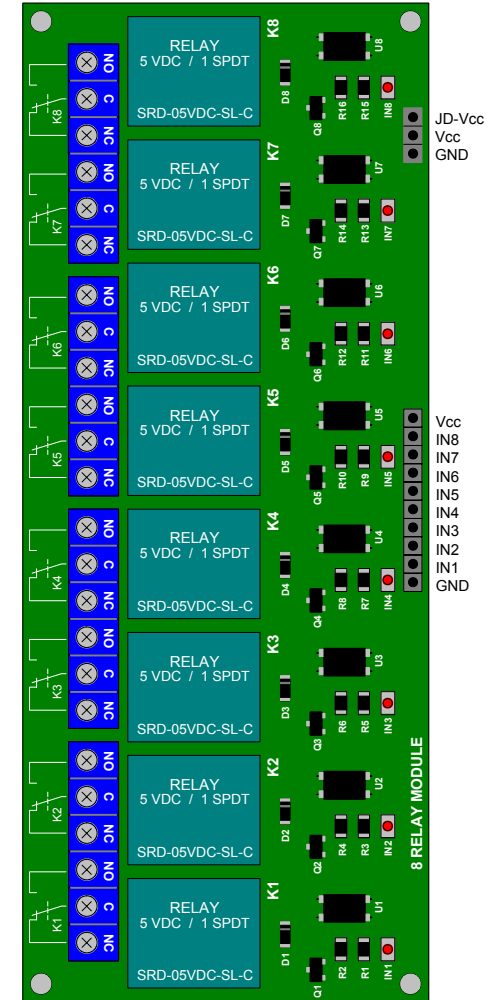 K8
RELAY
5 VDC / 1 SPDT
SRD-05VDC-SL-C
NO
C
NC
K8
D8
Q8
U8
R16
R15
IN8
K7
RELAY
5 VDC / 1 SPDT
SRD-05VDC-SL-C
NO
C
NC
K7
D7
Q7
U7
R14
R13
IN7
K6
RELAY
5 VDC / 1 SPDT
SRD-05VDC-SL-C
NO
C
NC
K6
D6
Q6
U6
R12
R11
IN6
K5
RELAY
5 VDC / 1 SPDT
SRD-05VDC-SL-C
NO
C
NC
K5
D5
Q5
U5
R10
R9
IN5
K4
RELAY
5 VDC / 1 SPDT
SRD-05VDC-SL-C
NO
C
NC
K4
D4
Q4
U4
R8
R7
IN4
K3
RELAY
5 VDC / 1 SPDT
SRD-05VDC-SL-C
NO
C
NC
K3
D3
Q3
U3
R6
R5
IN3
K2
RELAY
5 VDC / 1 SPDT
SRD-05VDC-SL-C
NO
C
NC
K2
D2
Q2
U2
R4
R3
IN2
K1
RELAY
5 VDC / 1 SPDT
SRD-05VDC-SL-C
NO
C
NC
K1
D1
Q1
U1
R2
R1
IN1
8 RELAY MODULE
JD-Vcc
Vcc
GND
Vcc
IN8
IN7
IN6
IN5
IN4
IN3
IN2
IN1
GND